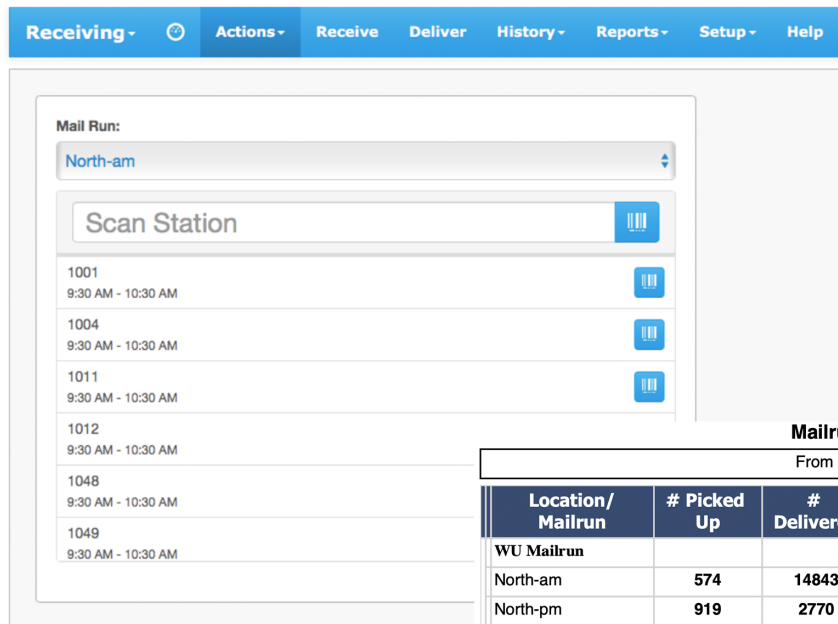 Receiving Actions Receive Deliver History Reports Setup Help
Mail Run:
North-am
Scan Station
1001
9:30 AM - 10:30 AM
1004
9:30 AM - 10:30 AM
1011
9:30 AM - 10:30 AM
1012
9:30 AM - 10:30 AM
1048
9:30 AM - 10:30 AM
1049
9:30 AM - 10:30 AM
From
Location/ # Picked #
Mailrun Up
WU Mailrun
North-am 574 14843
North-pm 919 2770